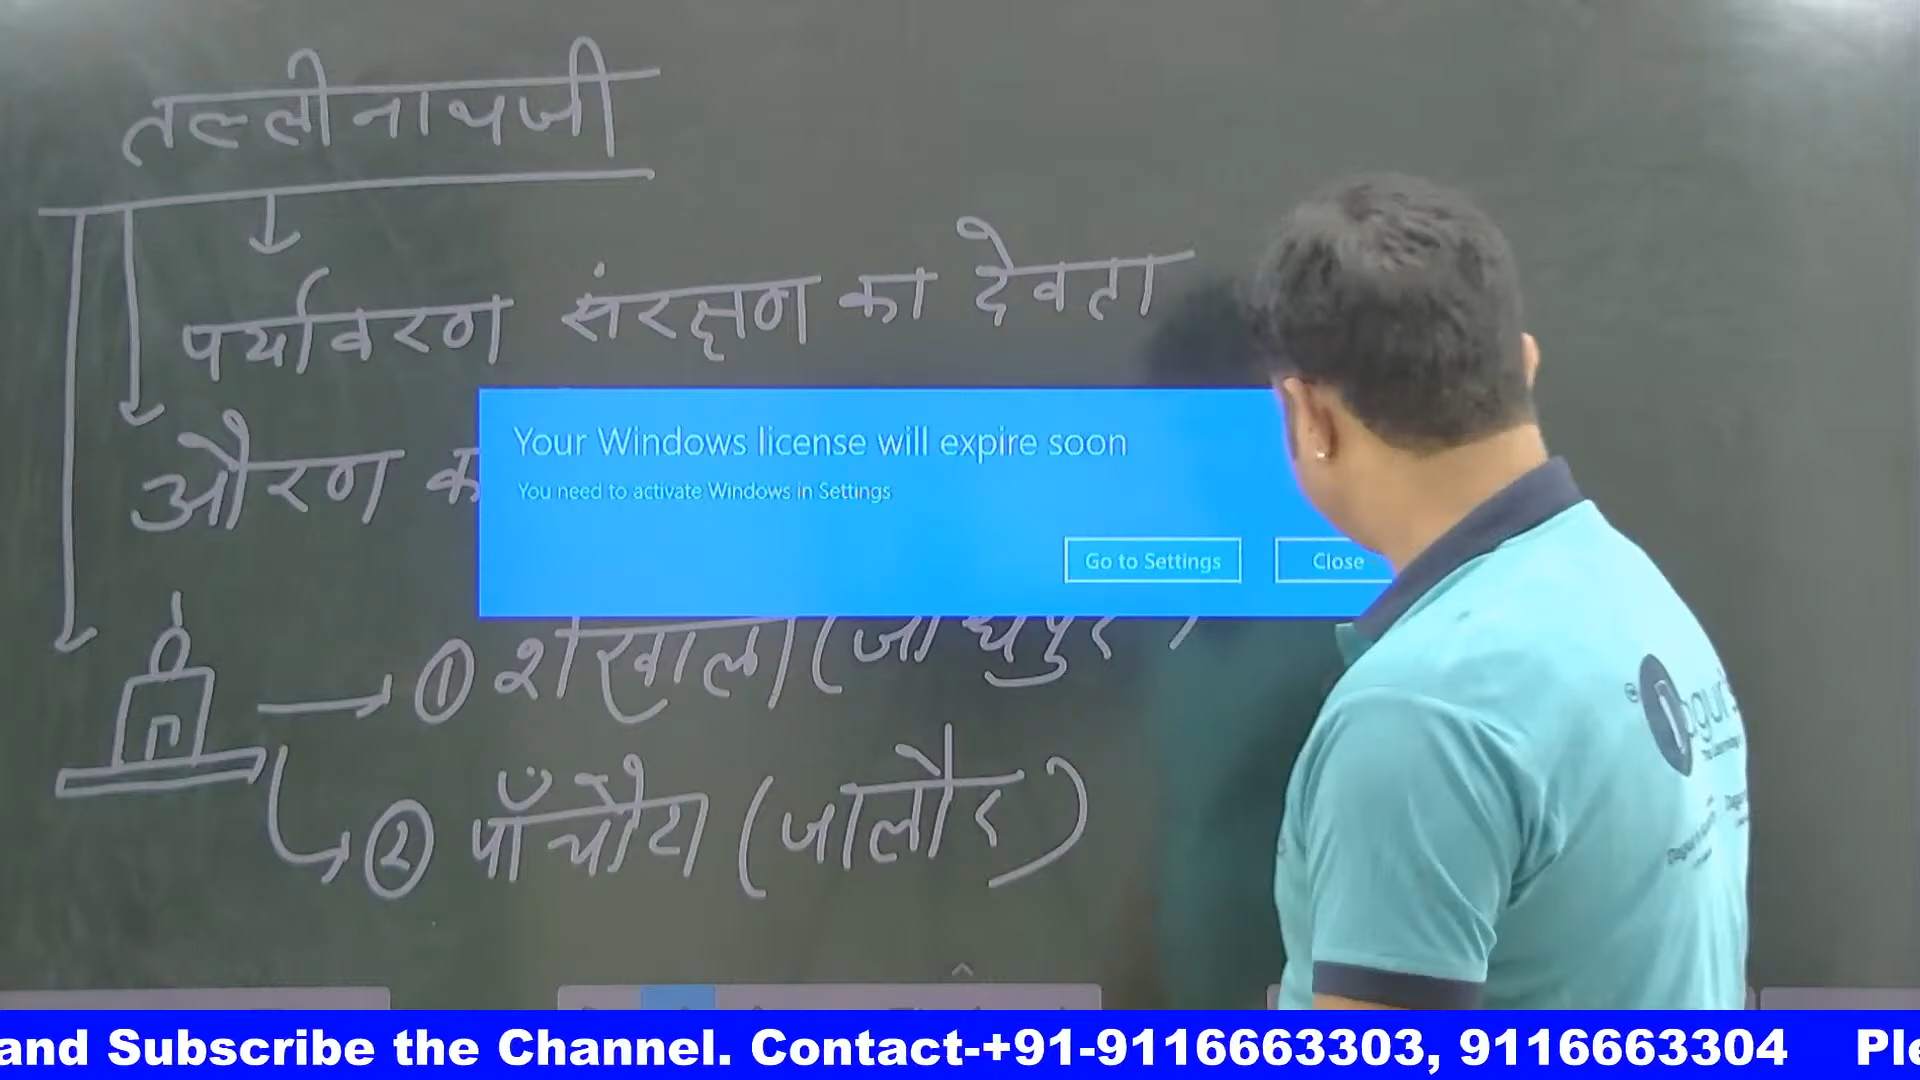 तल्लीनाथजी
पर्यावरण संरक्षण का देवता
औरण क
Your Windows license will expire soon
You need to activate Windows in Settings
Go to Settings
Close
① शेखाला (जोधपुर)
② पाँचोटा (जालौर)
and Subscribe the Channel. Contact-+91-9116663303, 9116663304 Ple